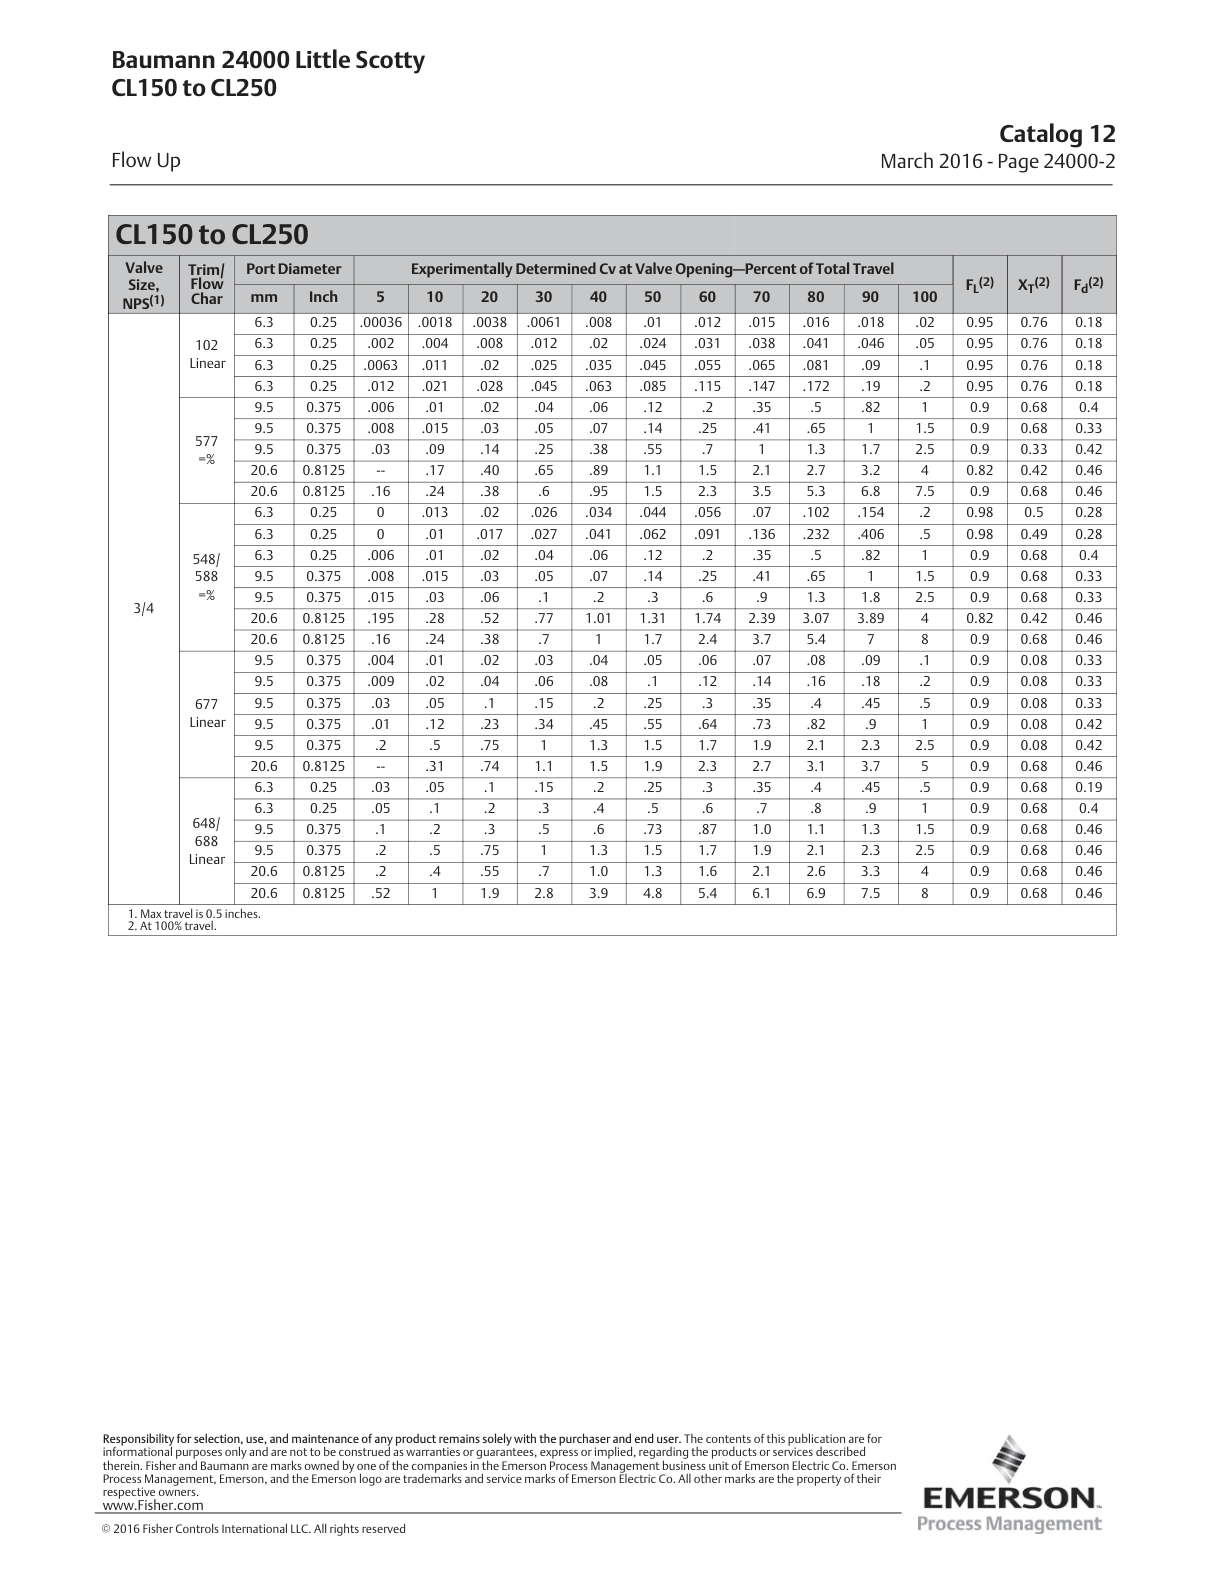 Baumann 24000 Little Scotty
CL150 to CL250
Catalog 12
Flow Up
March 2016 - Page 24000-2
CL150 to CL250
Valve Size, NPS(1) Trim/ Flow Char Port Diameter Experimentally Determined Cv at Valve Opening—Percent of Total Travel FL(2) XT(2) Fd(2)
mm Inch 5 10 20 30 40 50 60 70 80 90 100
3/4
102 Linear
6.3 0.25 .00036 .0018 .0038 .0061 .008 .01 .012 .015 .016 .018 .02 0.95 0.76 0.18
6.3 0.25 .002 .004 .008 .012 .02 .024 .031 .038 .041 .046 .05 0.95 0.76 0.18
6.3 0.25 .0063 .011 .02 .025 .035 .045 .055 .065 .081 .09 .1 0.95 0.76 0.18
6.3 0.25 .012 .021 .028 .045 .063 .085 .115 .147 .172 .19 .2 0.95 0.76 0.18
577 =%
9.5 0.375 .006 .01 .02 .04 .06 .12 .2 .35 .5 .82 1 0.9 0.68 0.4
9.5 0.375 .008 .015 .03 .05 .07 .14 .25 .41 .65 1 1.5 0.9 0.68 0.33
9.5 0.375 .03 .09 .14 .25 .38 .55 .7 1 1.3 1.7 2.5 0.9 0.33 0.42
20.6 0.8125 -- .17 .40 .65 .89 1.1 1.5 2.1 2.7 3.2 4 0.82 0.42 0.46
20.6 0.8125 .16 .24 .38 .6 .95 1.5 2.3 3.5 5.3 6.8 7.5 0.9 0.68 0.46
548/ 588 =%
6.3 0.25 0 .013 .02 .026 .034 .044 .056 .07 .102 .154 .2 0.98 0.5 0.28
6.3 0.25 0 .01 .017 .027 .041 .062 .091 .136 .232 .406 .5 0.98 0.49 0.28
6.3 0.25 .006 .01 .02 .04 .06 .12 .2 .35 .5 .82 1 0.9 0.68 0.4
9.5 0.375 .008 .015 .03 .05 .07 .14 .25 .41 .65 1 1.5 0.9 0.68 0.33
9.5 0.375 .015 .03 .06 .1 .2 .3 .6 .9 1.3 1.8 2.5 0.9 0.68 0.33
20.6 0.8125 .195 .28 .52 .77 1.01 1.31 1.74 2.39 3.07 3.89 4 0.82 0.42 0.46
20.6 0.8125 .16 .24 .38 .7 1 1.7 2.4 3.7 5.4 7 8 0.9 0.68 0.46
677 Linear
9.5 0.375 .004 .01 .02 .03 .04 .05 .06 .07 .08 .09 .1 0.9 0.08 0.33
9.5 0.375 .009 .02 .04 .06 .08 .1 .12 .14 .16 .18 .2 0.9 0.08 0.33
9.5 0.375 .03 .05 .1 .15 .2 .25 .3 .35 .4 .45 .5 0.9 0.08 0.33
9.5 0.375 .01 .12 .23 .34 .45 .55 .64 .73 .82 .9 1 0.9 0.08 0.42
9.5 0.375 .2 .5 .75 1 1.3 1.5 1.7 1.9 2.1 2.3 2.5 0.9 0.08 0.42
20.6 0.8125 -- .31 .74 1.1 1.5 1.9 2.3 2.7 3.1 3.7 5 0.9 0.68 0.46
648/ 688 Linear
6.3 0.25 .03 .05 .1 .15 .2 .25 .3 .35 .4 .45 .5 0.9 0.68 0.19
6.3 0.25 .05 .1 .2 .3 .4 .5 .6 .7 .8 .9 1 0.9 0.68 0.4
9.5 0.375 .1 .2 .3 .5 .6 .73 .87 1.0 1.1 1.3 1.5 0.9 0.68 0.46
9.5 0.375 .2 .5 .75 1 1.3 1.5 1.7 1.9 2.1 2.3 2.5 0.9 0.68 0.46
20.6 0.8125 .2 .4 .55 .7 1.0 1.3 1.6 2.1 2.6 3.3 4 0.9 0.68 0.46
20.6 0.8125 .52 1 1.9 2.8 3.9 4.8 5.4 6.1 6.9 7.5 8 0.9 0.68 0.46
1. Max travel is 0.5 inches.
2. At 100% travel.
Responsibility for selection, use, and maintenance of any product remains solely with the purchaser and end user. The contents of this publication are for
informational purposes only and are not to be construed as warranties or guarantees, express or implied, regarding the products or services described
therein. Fisher and Baumann are marks owned by one of the companies in the Emerson Process Management business unit of Emerson Electric Co. Emerson
Process Management, Emerson, and the Emerson logo are trademarks and service marks of Emerson Electric Co. All other marks are the property of their
respective owners.
www.Fisher.com
© 2016 Fisher Controls International LLC. All rights reserved
EMERSON™
Process Management